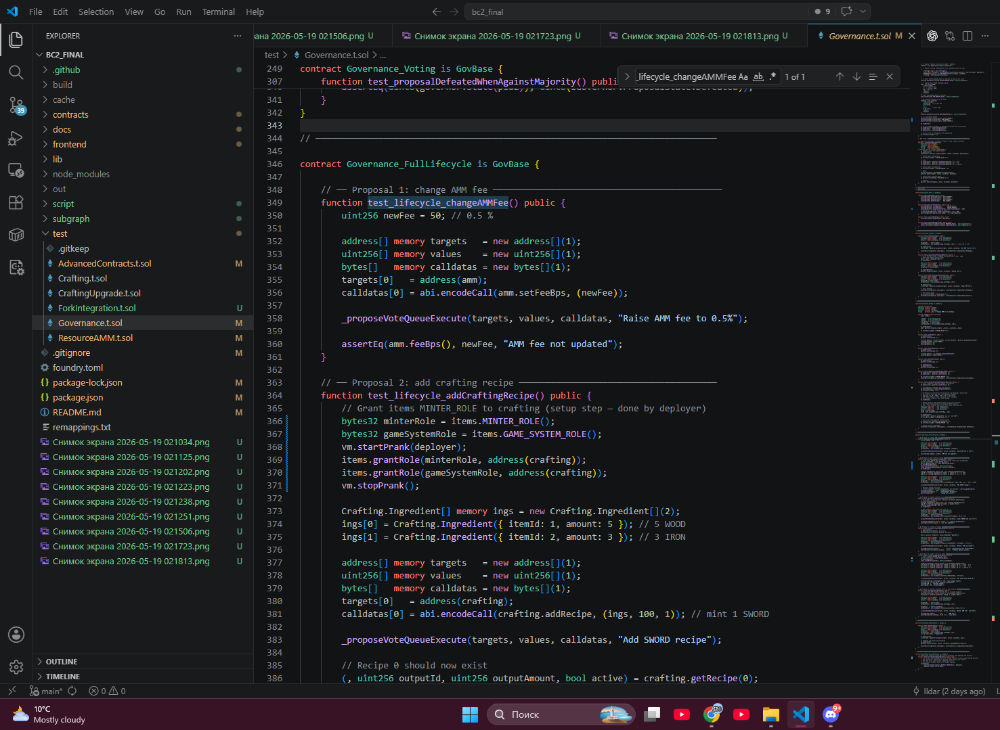 File Edit Selection View Go Run Terminal Help
bc2_final
9
EXPLORER
BC2_FINAL
.github
build
cache
contracts
docs
frontend
lib
node_modules
out
script
subgraph
test
.gitkeep
AdvancedContracts.t.sol M
Crafting.t.sol
CraftingUpgrade.t.sol
ForkIntegration.t.sol U
Governance.t.sol M
ResourceAMM.t.sol M
.gitignore M
foundry.toml
package-lock.json M
package.json M
README.md M
remappings.txt
Снимок экрана 2026-05-19 021034.png U
Снимок экрана 2026-05-19 021125.png U
Снимок экрана 2026-05-19 021202.png U
Снимок экрана 2026-05-19 021223.png U
Снимок экрана 2026-05-19 021238.png U
Снимок экрана 2026-05-19 021251.png U
Снимок экрана 2026-05-19 021506.png U
Снимок экрана 2026-05-19 021723.png U
Снимок экрана 2026-05-19 021813.png U
OUTLINE
TIMELINE
39
рана 2026-05-19 021506.png U
Снимок экрана 2026-05-19 021723.png U
Снимок экрана 2026-05-19 021813.png U
Governance.t.sol M
test > Governance.t.sol > ...
_lifecycle_changeAMMFee Aa ab .* 1 of 1
249 contract Governance_Voting is GovBase {
307 function test_proposalDefeatedWhenAgainstMajority() publi
341 }
342 }
343
344 // ──────────
345
346 contract Governance_FullLifecycle is GovBase {
347
348 // ── Proposal 1: change AMM fee ──────────
349 function test_lifecycle_changeAMMFee() public {
350 uint256 newFee = 50; // 0.5 %
351
352 address[] memory targets = new address[](1);
353 uint256[] memory values = new uint256[](1);
354 bytes[] memory calldatas = new bytes[](1);
355 targets[0] = address(amm);
356 calldatas[0] = abi.encodeCall(amm.setFeeBps, (newFee));
357
358 _proposeVoteQueueExecute(targets, values, calldatas, "Raise AMM fee to 0.5%");
359
360 assertEq(amm.feeBps(), newFee, "AMM fee not updated");
361 }
362
363 // ── Proposal 2: add crafting recipe ──────────
364 function test_lifecycle_addCraftingRecipe() public {
365 // Grant items MINTER_ROLE to crafting (setup step — done by deployer)
366 bytes32 minterRole = items.MINTER_ROLE();
367 bytes32 gameSystemRole = items.GAME_SYSTEM_ROLE();
368 vm.startPrank(deployer);
369 items.grantRole(minterRole, address(crafting));
370 items.grantRole(gameSystemRole, address(crafting));
371 vm.stopPrank();
372
373 Crafting.Ingredient[] memory ings = new Crafting.Ingredient[](2);
374 ings[0] = Crafting.Ingredient({ itemId: 1, amount: 5 }); // 5 WOOD
375 ings[1] = Crafting.Ingredient({ itemId: 2, amount: 3 }); // 3 IRON
376
377 address[] memory targets = new address[](1);
378 uint256[] memory values = new uint256[](1);
379 bytes[] memory calldatas = new bytes[](1);
380 targets[0] = address(crafting);
381 calldatas[0] = abi.encodeCall(crafting.addRecipe, (ings, 100, 1)); // mint 1 SWORD
382
383 _proposeVoteQueueExecute(targets, values, calldatas, "Add SWORD recipe");
384
385 // Recipe 0 should now exist
386 (, uint256 outputId, uint256 outputAmount, bool active) = crafting.getRecipe(0);
main* 0 0
Ildar (2 days ago)
10°C
Mostly cloudy
Поиск
9+